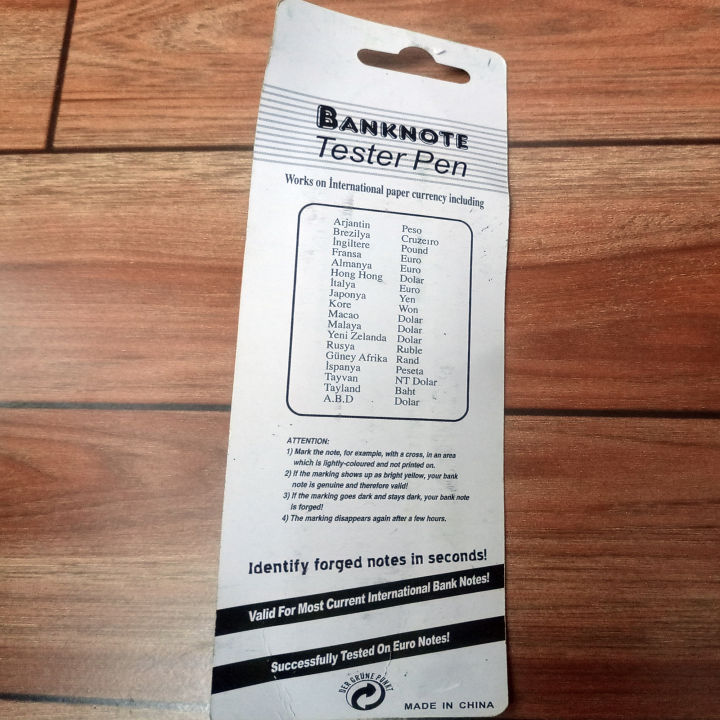 BANKNOTE
Tester Pen
Works on İnternational paper currency including
Arjantin Peso
Brezilya Cruzeıro
İngiltere Pound
Fransa Euro
Almanya Euro
Hong Hong Dolar
İtalya Euro
Japonya Yen
Kore Won
Macao Dolar
Malaya Dolar
Yeni Zelanda Dolar
Rusya Ruble
Güney Afrika Rand
İspanya Peseta
Tayvan NT Dolar
Tayland Baht
A.B.D Dolar
ATTENTION:
1) Mark the note, for example, with a cross, in an area
which is lightly-coloured and not printed on.
2) If the marking shows up as bright yellow, your bank
note is genuine and therefore valid!
3) If the marking goes dark and stays dark, your bank note
is forged!
4) The marking disappears again after a few hours.
Identify forged notes in seconds!
Valid For Most Current International Bank Notes!
Successfully Tested On Euro Notes!
DER GRÜNE PUNKT
MADE IN CHINA